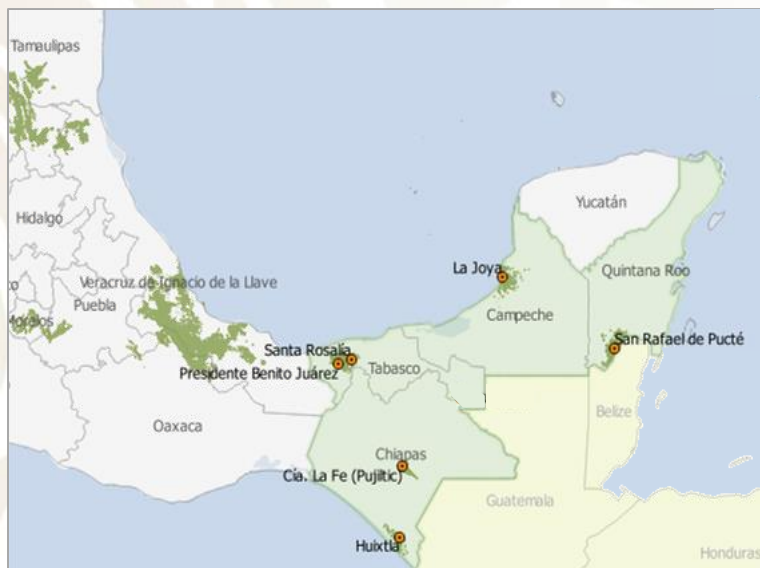 Tamaulipas
Hidalgo
Yucatán
La Joya
Quintana Roo
Veracruz de Ignacio de la Llave
Puebla
Morelos
Campeche
San Rafael de Pucté
Santa Rosalía
Presidente Benito Juárez
Tabasco
Belize
Oaxaca
Chiapas
Cía. La Fe (Pujiltic)
Guatemala
Huixtla
Honduras